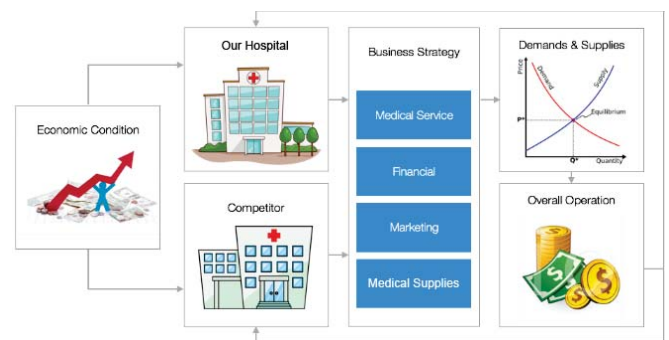 Our Hospital
Business Strategy
Demands & Supplies
Economic Condition
Medical Service
Financial
Marketing
Medical Supplies
Competitor
Price
Demand
Supply
Equilibrium
P*
Q*
Quantity
Overall Operation